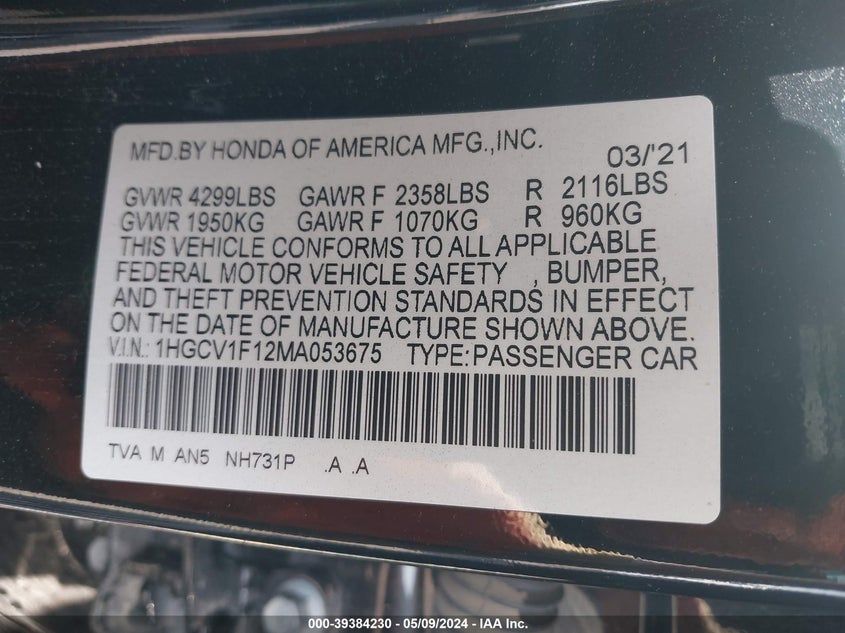 MFD.BY HONDA OF AMERICA MFG.,INC. 03/'21
GVWR 4299LBS GAWR F 2358LBS R 2116LBS
GVWR 1950KG GAWR F 1070KG R 960KG
THIS VEHICLE CONFORMS TO ALL APPLICABLE
FEDERAL MOTOR VEHICLE SAFETY , BUMPER,
AND THEFT PREVENTION STANDARDS IN EFFECT
ON THE DATE OF MANUFACTURE SHOWN ABOVE.
V.I.N.: 1HGCV1F12MA053675 TYPE:PASSENGER CAR
TVA M AN5 NH731P .A .A
000-39384230 - 05/09/2024 - IAA Inc.